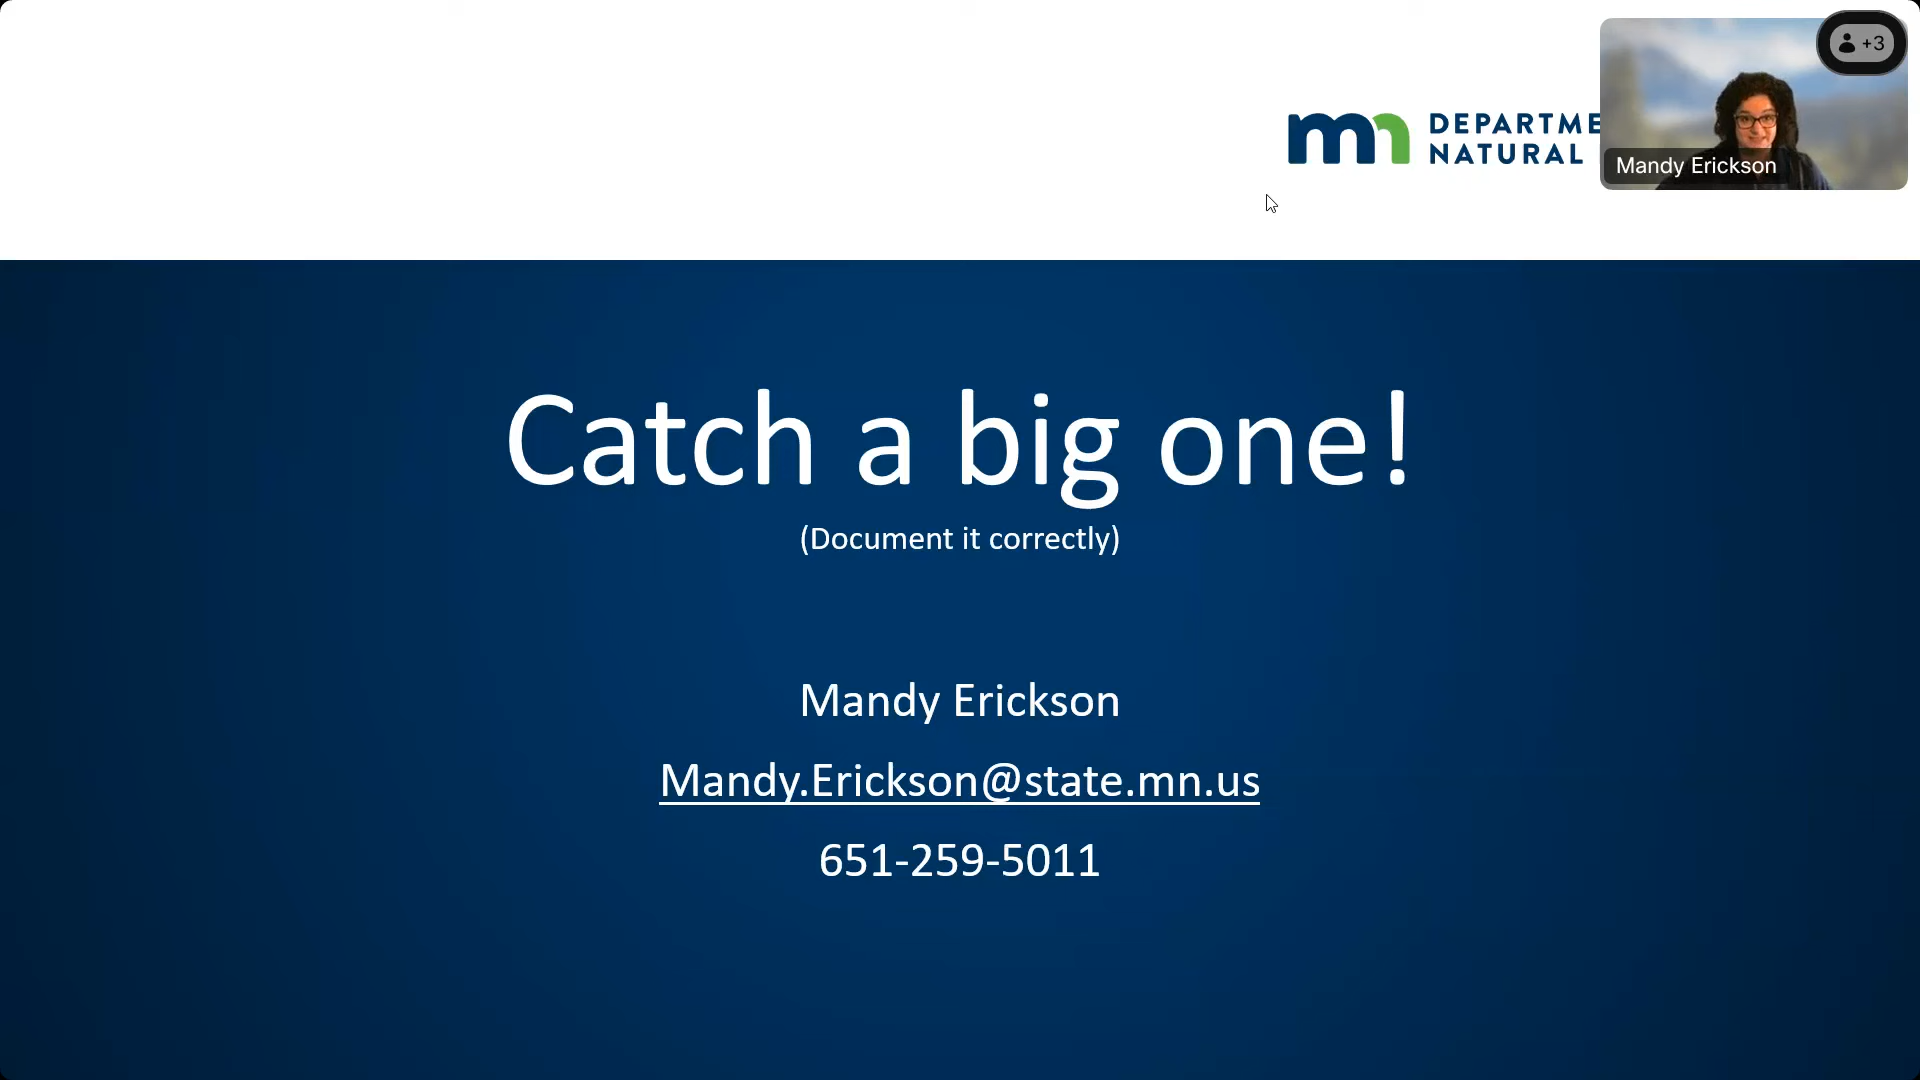 mn DEPARTME
NATURAL
+3
Mandy Erickson
Catch a big one!
(Document it correctly)
Mandy Erickson
Mandy.Erickson@state.mn.us
651-259-5011